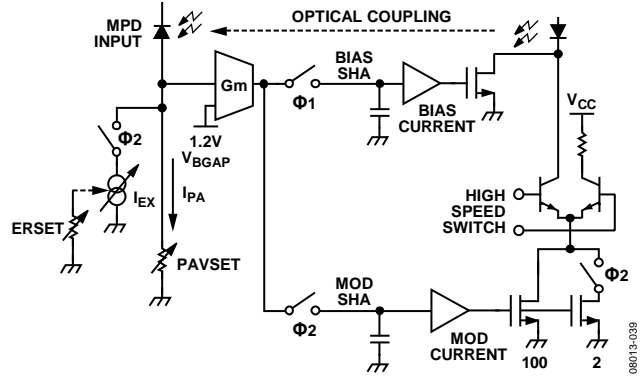 MPD
INPUT
OPTICAL COUPLING
Gm
Φ1
BIAS
SHA
BIAS
CURRENT
VCC
Φ2
1.2V
VBGAP
IEX
IPA
ERSET
PAVSET
HIGH
SPEED
SWITCH
Φ2
MOD
SHA
Φ2
MOD
CURRENT
100
2
08013-039